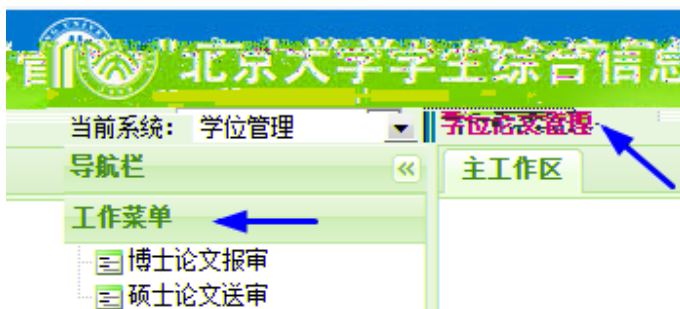 北京大学学生综合信息
当前系统: 学位管理
学位论文管理
导航栏
主工作区
工作菜单
博士论文报审
硕士论文送审